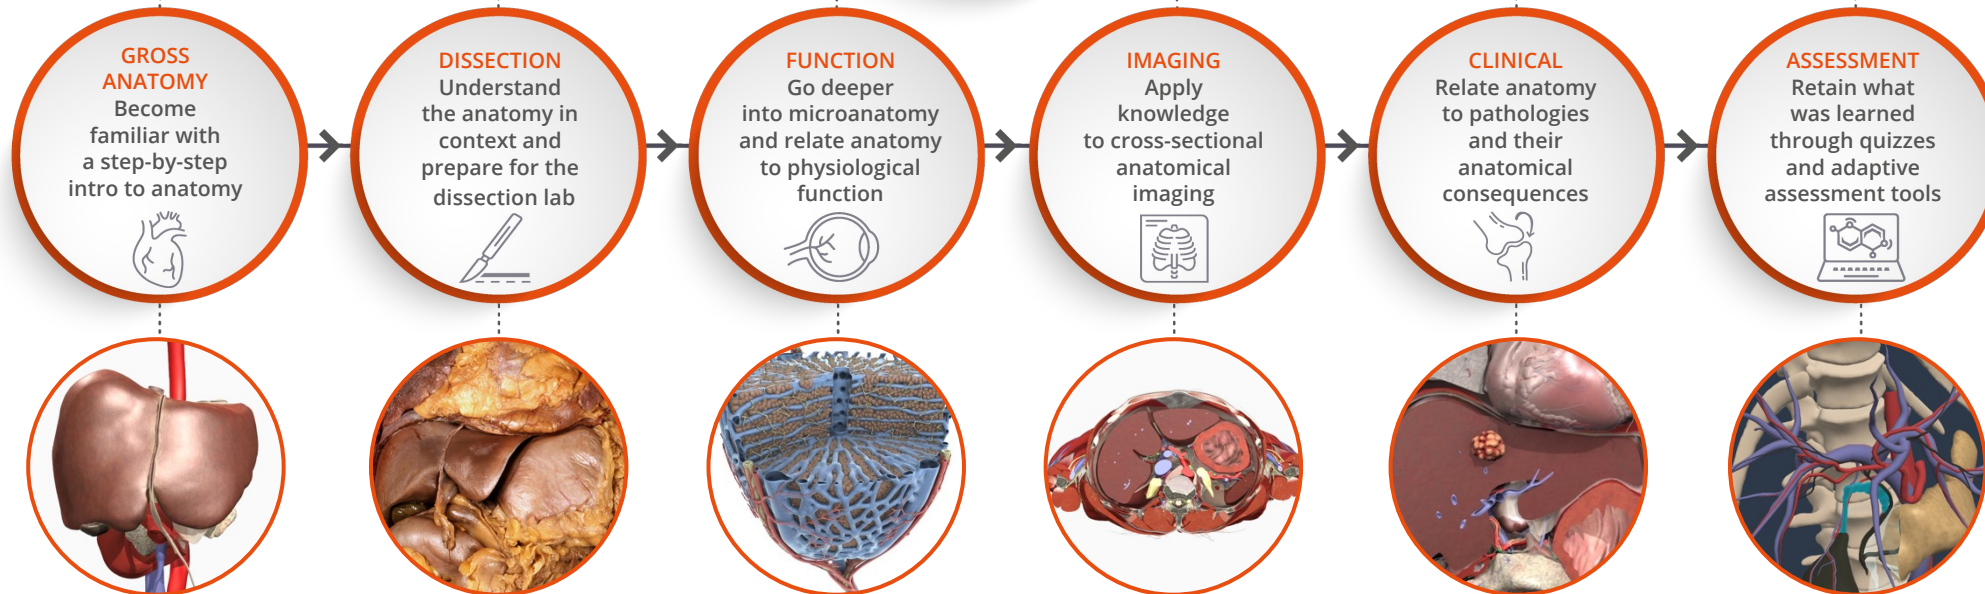 GROSS
ANATOMY
Become
familiar with
a step-by-step
intro to anatomy
DISSECTION
Understand
the anatomy in
context and
prepare for the
dissection lab
FUNCTION
Go deeper
into microanatomy
and relate anatomy
to physiological
function
IMAGING
Apply
knowledge
to cross-sectional
anatomical
imaging
CLINICAL
Relate anatomy
to pathologies
and their
anatomical
consequences
ASSESSMENT
Retain what
was learned
through quizzes
and adaptive
assessment tools